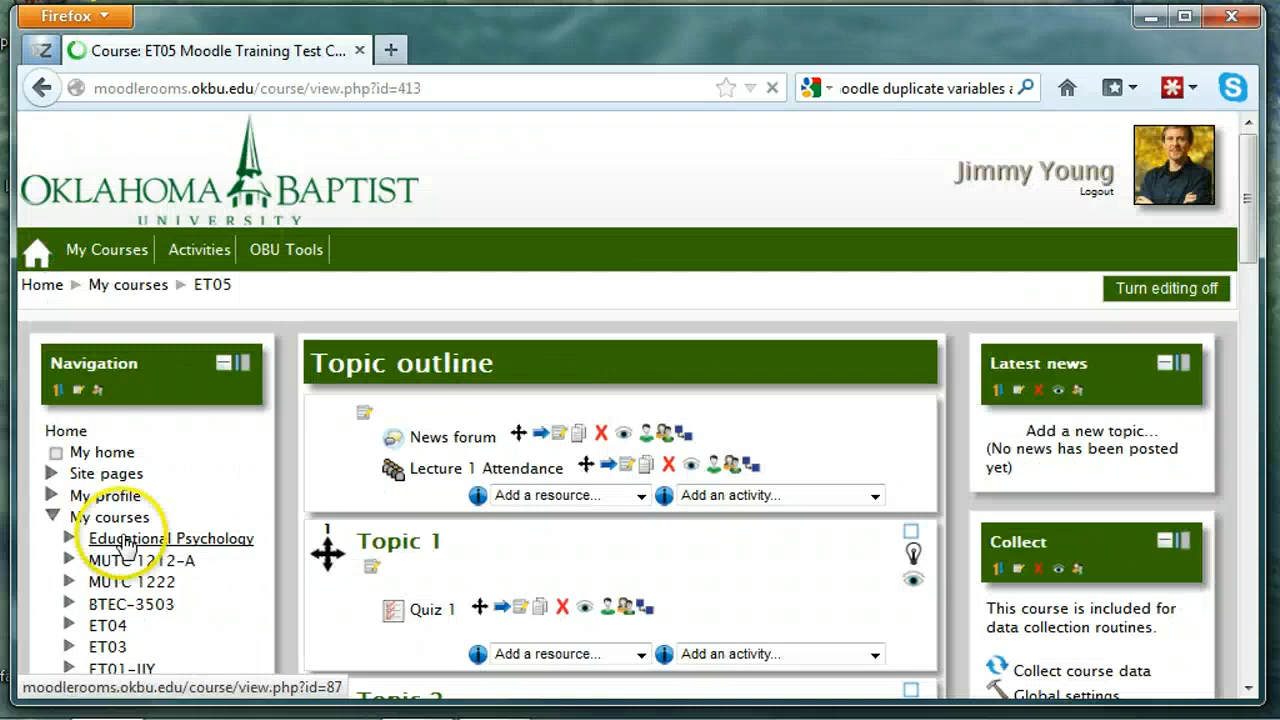 Firefox
Course: ET05 Moodle Training Test C...
moodlerooms.okbu.edu/course/view.php?id=413
oodle duplicate variables a
OKLAHOMA BAPTIST
UNIVERSITY
Jimmy Young
Logout
My Courses Activities OBU Tools
Home My courses ET05
Turn editing off
Navigation
Home
My home
Site pages
My profile
My courses
Educational Psychology
MUTC 1212-A
MUTC 1222
BTEC-3503
ET04
ET03
ET01-JJY
moodlerooms.okbu.edu/course/view.php?id=87
Topic outline
News forum
Lecture 1 Attendance
Add a resource... Add an activity...
1
Topic 1
Quiz 1
Add a resource... Add an activity...
Topic 2
Latest news
Add a new topic...
(No news has been posted
yet)
Collect
This course is included for
data collection routines.
Collect course data
Global settings